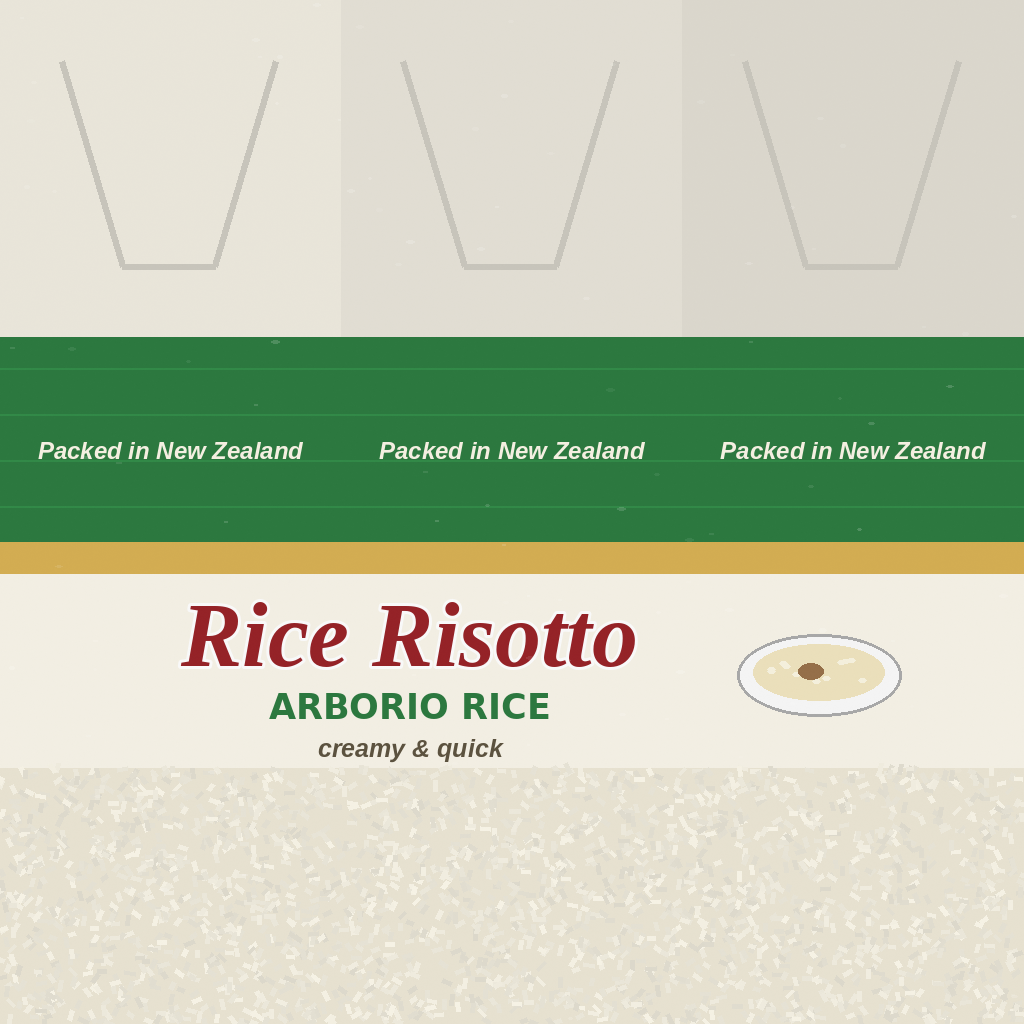 Packed in New Zealand Packed in New Zealand Packed in New Zealand
Rice Risotto
ARBORIO RICE
creamy & quick